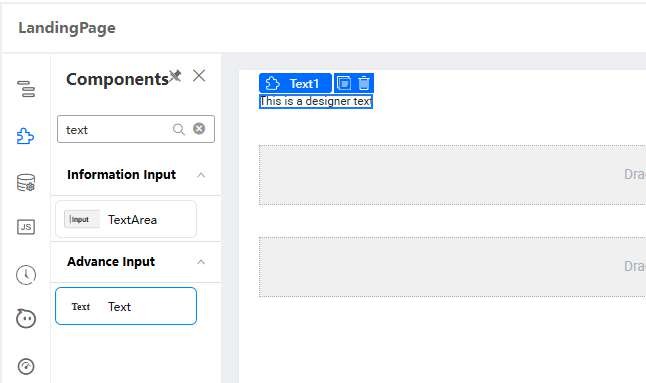 LandingPage
Components
text
Information Input
Input TextArea
Advance Input
Text Text
JS
Text1
This is a designer text
Drag
Drag